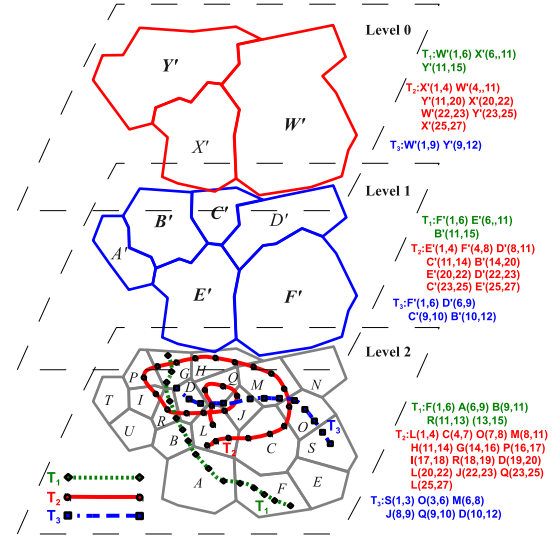 Level 0
Y'
X'
W'
T₁:W'(1,6) X'(6,,11)
Y'(11,15)
T₂:X'(1,4) W'(4,,11)
Y'(11,20) X'(20,22)
W'(22,23) Y'(23,25)
X'(25,27)
T₃:W'(1,9) Y'(9,12)
Level 1
A'
B'
C'
D'
E'
F'
T₁:F'(1,6) E'(6,,11)
B'(11,15)
T₂:E'(1,4) F'(4,8) D'(8,11)
C'(11,14) B'(14,20)
E'(20,22) D'(22,23)
C'(23,25) E'(25,27)
T₃:F'(1,6) D'(6,9)
C'(9,10) B'(10,12)
Level 2
P G H Q N
T I D M
U R B L J C O S
A F E
T₁
T₂
T₃
T₁
T₂
T₃
T₁:F(1,6) A(6,9) B(9,11)
R(11,13) (13,15)
T₂:L(1,4) C(4,7) O(7,8) M(8,11)
H(11,14) G(14,16) P(16,17)
I(17,18) R(18,19) D(19,20)
L(20,22) J(22,23) Q(23,25)
L(25,27)
T₃:S(1,3) O(3,6) M(6,8)
J(8,9) Q(9,10) D(10,12)